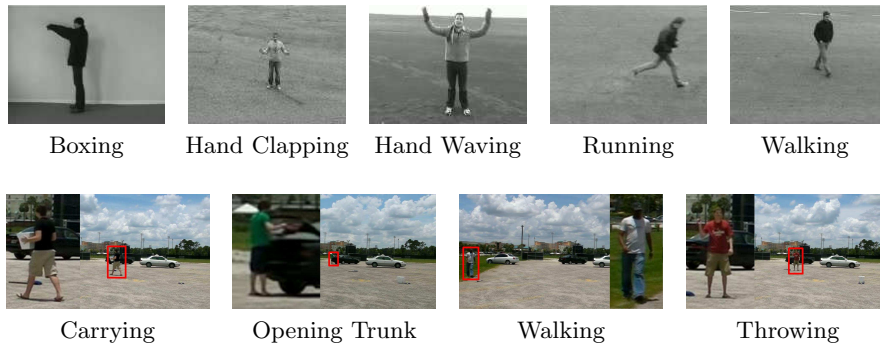 Boxing
Hand Clapping
Hand Waving
Running
Walking
Carrying
Opening Trunk
Walking
Throwing